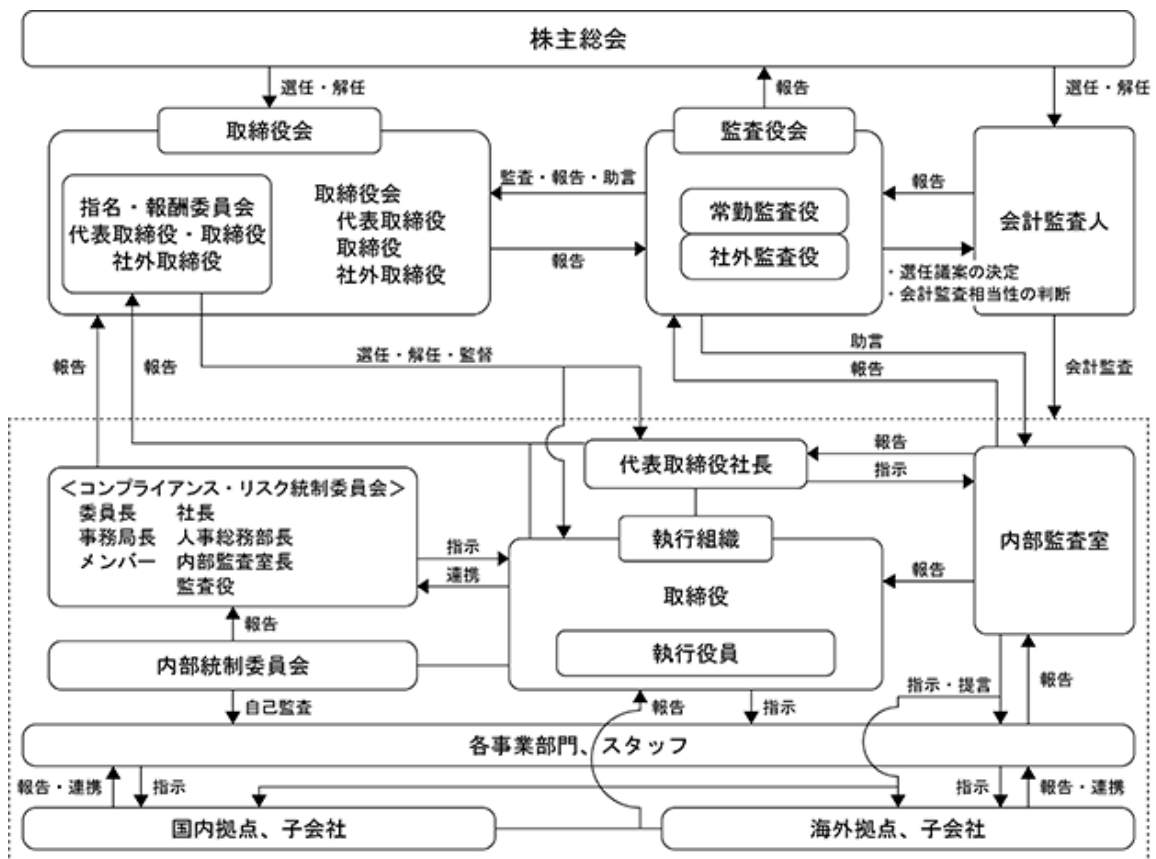 株主総会
選任・解任
報告
選任・解任
取締役会
監査役会
会計監査人
指名・報酬委員会
代表取締役・取締役
社外取締役
取締役会
代表取締役
取締役
社外取締役
監査・報告・助言
報告
常勤監査役
社外監査役
報告
・選任議案の決定
・会計監査相当性の判断
報告
報告
選任・解任・監督
助言
報告
会計監査
代表取締役社長
報告
指示
内部監査室
＜コンプライアンス・リスク統制委員会＞
委員長 社長
事務局長 人事総務部長
メンバー 内部監査室長
監査役
指示
連携
執行組織
取締役
執行役員
報告
報告
内部統制委員会
自己監査
報告
指示
指示・提言
報告
各事業部門、スタッフ
報告・連携
指示
指示
報告・連携
国内拠点、子会社
海外拠点、子会社